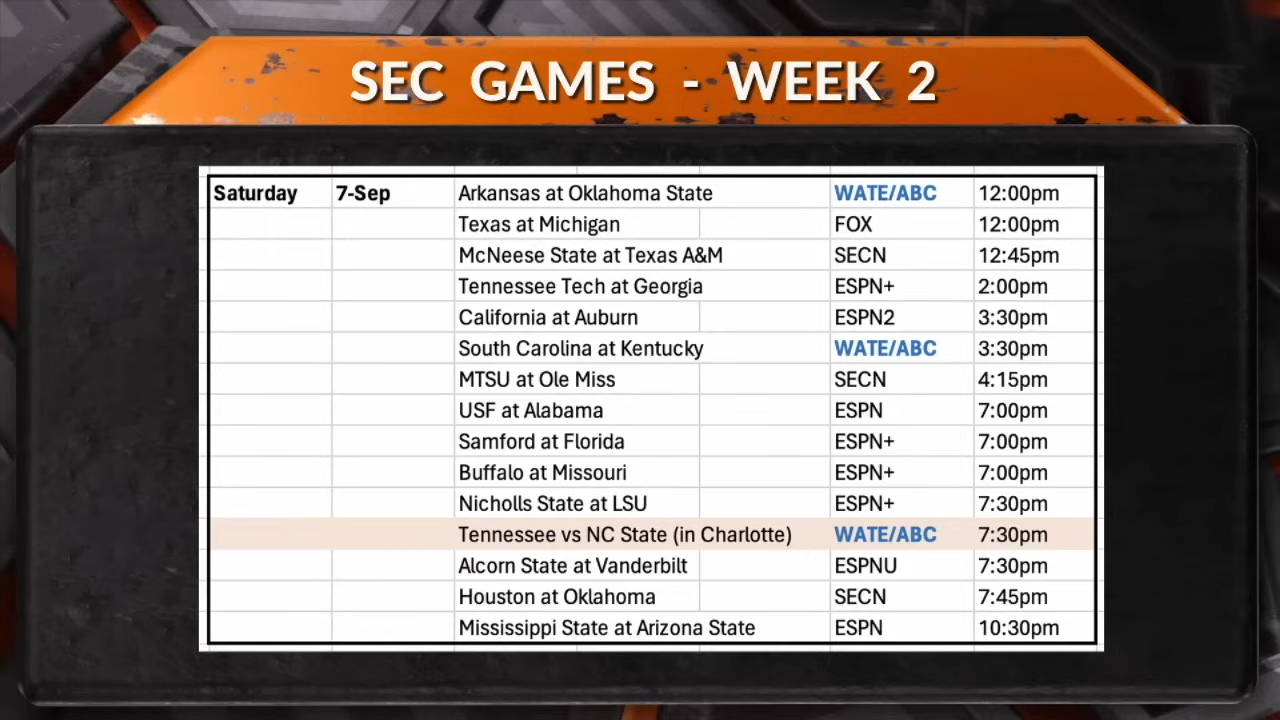 SEC GAMES - WEEK 2
Saturday 7-Sep Arkansas at Oklahoma State WATE/ABC 12:00pm
Texas at Michigan FOX 12:00pm
McNeese State at Texas A&M SECN 12:45pm
Tennessee Tech at Georgia ESPN+ 2:00pm
California at Auburn ESPN2 3:30pm
South Carolina at Kentucky WATE/ABC 3:30pm
MTSU at Ole Miss SECN 4:15pm
USF at Alabama ESPN 7:00pm
Samford at Florida ESPN+ 7:00pm
Buffalo at Missouri ESPN+ 7:00pm
Nicholls State at LSU ESPN+ 7:30pm
Tennessee vs NC State (in Charlotte) WATE/ABC 7:30pm
Alcorn State at Vanderbilt ESPNU 7:30pm
Houston at Oklahoma SECN 7:45pm
Mississippi State at Arizona State ESPN 10:30pm